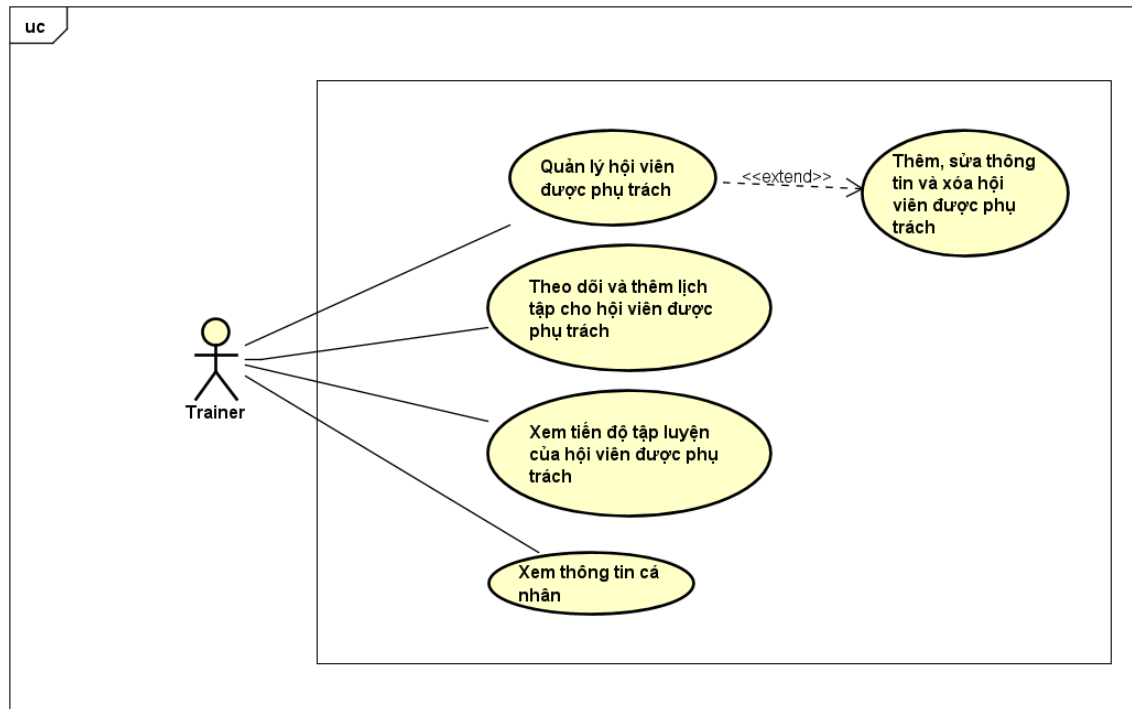 uc
Quản lý hội viên
được phụ trách
<<extend>>
Thêm, sửa thông
tin và xóa hội
viên được phụ
trách
Theo dõi và thêm lịch
tập cho hội viên được
phụ trách
Trainer
Xem tiến độ tập luyện
của hội viên được phụ
trách
Xem thông tin cá
nhân